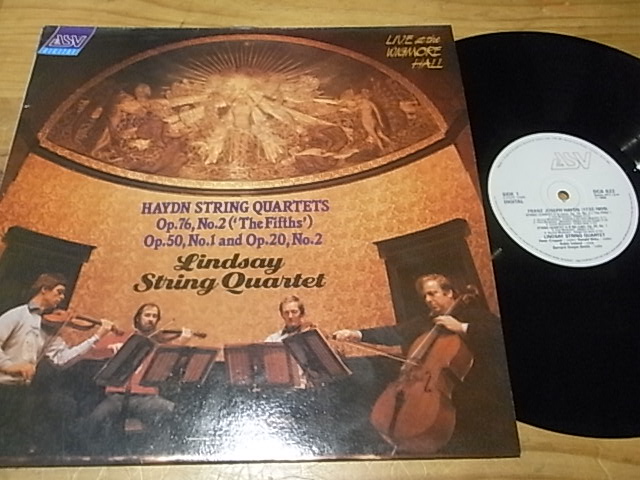 ASV
DIGITAL
LIVE at the
WIGMORE
HALL
HAYDN STRING QUARTETS
Op.76, No.2 ('The Fifths')
Op.50, No.1 and Op.20, No.2
Lindsay
String Quartet
ASV
SIDE 1
DIGITAL
DCA 622
FRANZ JOSEPH HAYDN (1732-1809)
LINDSAY STRING QUARTET